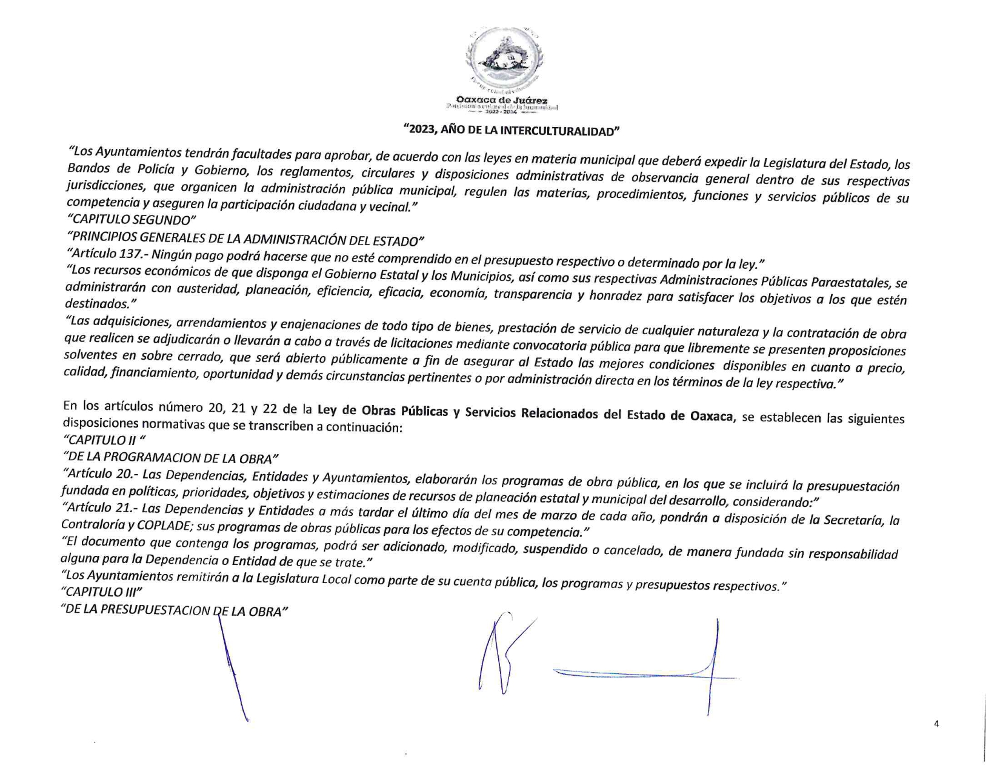 Oaxaca de Juárez
2022 - 2024
“2023, AÑO DE LA INTERCULTURALIDAD”
“Los Ayuntamientos tendrán facultades para aprobar, de acuerdo con las leyes en materia municipal que deberá expedir la Legislatura del Estado, los
Bandos de Policía y Gobierno, los reglamentos, circulares y disposiciones administrativas de observancia general dentro de sus respectivas
jurisdicciones, que organicen la administración pública municipal, regulen las materias, procedimientos, funciones y servicios públicos de su
competencia y aseguren la participación ciudadana y vecinal.”
“CAPITULO SEGUNDO”
“PRINCIPIOS GENERALES DE LA ADMINISTRACIÓN DEL ESTADO”
“Artículo 137.- Ningún pago podrá hacerse que no esté comprendido en el presupuesto respectivo o determinado por la ley.”
“Los recursos económicos de que disponga el Gobierno Estatal y los Municipios, así como sus respectivas Administraciones Públicas Paraestatales, se
administrarán con austeridad, planeación, eficiencia, eficacia, economía, transparencia y honradez para satisfacer los objetivos a los que estén
destinados.”
“Las adquisiciones, arrendamientos y enajenaciones de todo tipo de bienes, prestación de servicio de cualquier naturaleza y la contratación de obra
que realicen se adjudicarán o llevarán a cabo a través de licitaciones mediante convocatoria pública para que libremente se presenten proposiciones
solventes en sobre cerrado, que será abierto públicamente a fin de asegurar al Estado las mejores condiciones disponibles en cuanto a precio,
calidad, financiamiento, oportunidad y demás circunstancias pertinentes o por administración directa en los términos de la ley respectiva.”
En los artículos número 20, 21 y 22 de la Ley de Obras Públicas y Servicios Relacionados del Estado de Oaxaca, se establecen las siguientes
disposiciones normativas que se transcriben a continuación:
“CAPITULO II “
“DE LA PROGRAMACION DE LA OBRA”
“Artículo 20.- Las Dependencias, Entidades y Ayuntamientos, elaborarán los programas de obra pública, en los que se incluirá la presupuestación
fundada en políticas, prioridades, objetivos y estimaciones de recursos de planeación estatal y municipal del desarrollo, considerando:”
“Artículo 21.- Las Dependencias y Entidades a más tardar el último día del mes de marzo de cada año, pondrán a disposición de la Secretaría, la
Contraloría y COPLADE; sus programas de obras públicas para los efectos de su competencia.”
“El documento que contenga los programas, podrá ser adicionado, modificado, suspendido o cancelado, de manera fundada sin responsabilidad
alguna para la Dependencia o Entidad de que se trate.”
“Los Ayuntamientos remitirán a la Legislatura Local como parte de su cuenta pública, los programas y presupuestos respectivos.”
“CAPITULO III”
“DE LA PRESUPUESTACION DE LA OBRA”
4